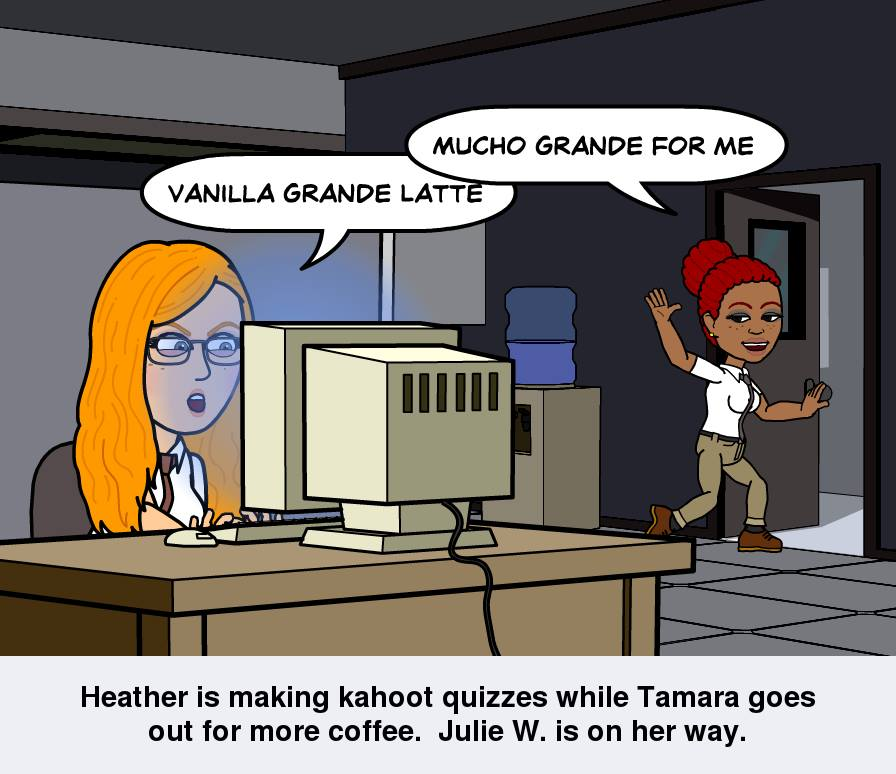 MUCHO GRANDE FOR ME
VANILLA GRANDE LATTE
Heather is making kahoot quizzes while Tamara goes
out for more coffee.  Julie W. is on her way.